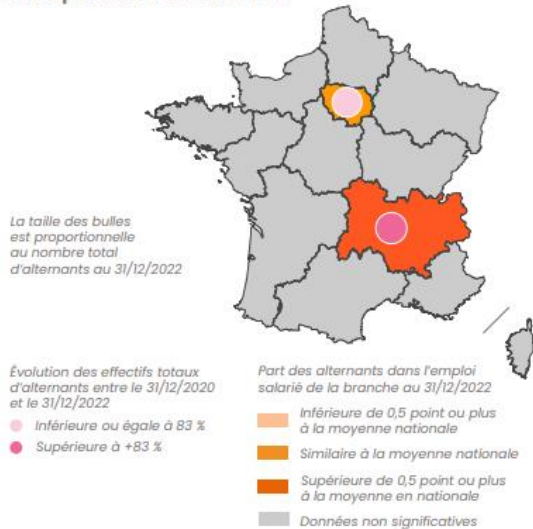 La taille des bulles
est proportionnelle
au nombre total
d'alternants au 31/12/2022
Évolution des effectifs totaux
d'alternants entre le 31/12/2020
et le 31/12/2022
Inférieure ou égale à 83 %
Supérieure à +83 %
Part des alternants dans l'emploi
salarié de la branche au 31/12/2022
Inférieure de 0,5 point ou plus
à la moyenne nationale
Similaire à la moyenne nationale
Supérieure de 0,5 point ou plus
à la moyenne en nationale
Données non significatives